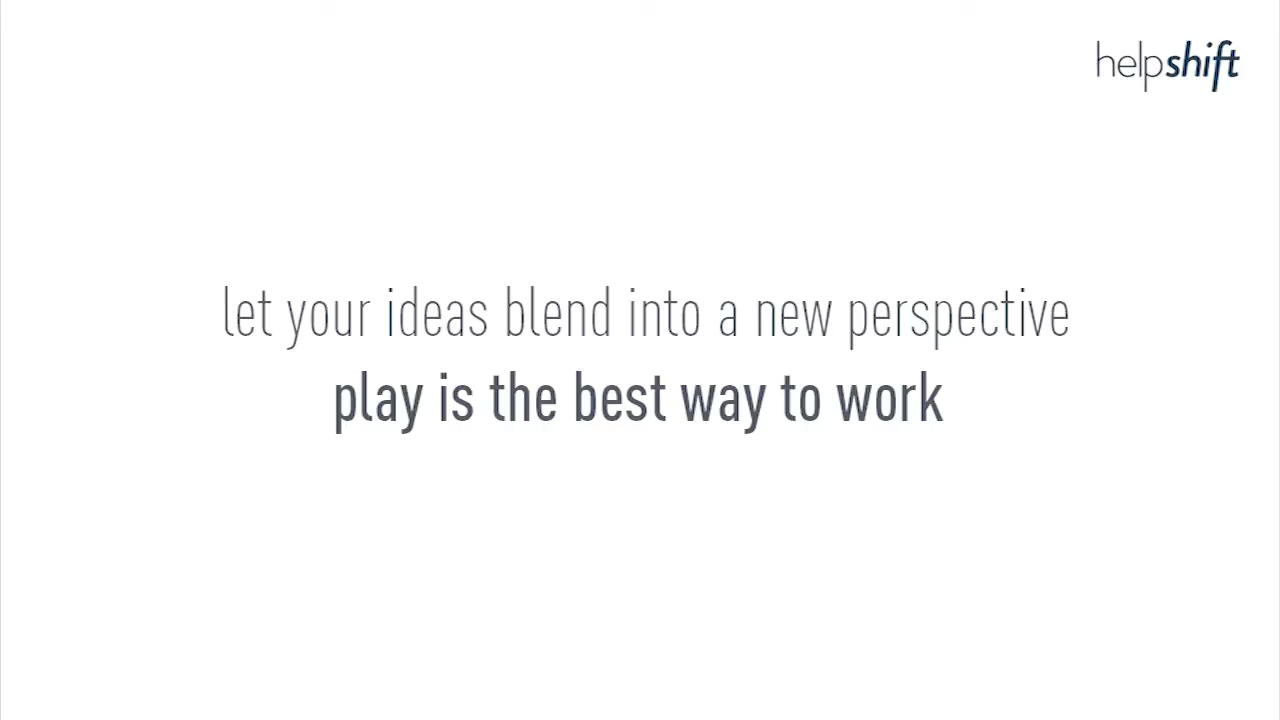 helpshift
let your ideas blend into a new perspective
play is the best way to work